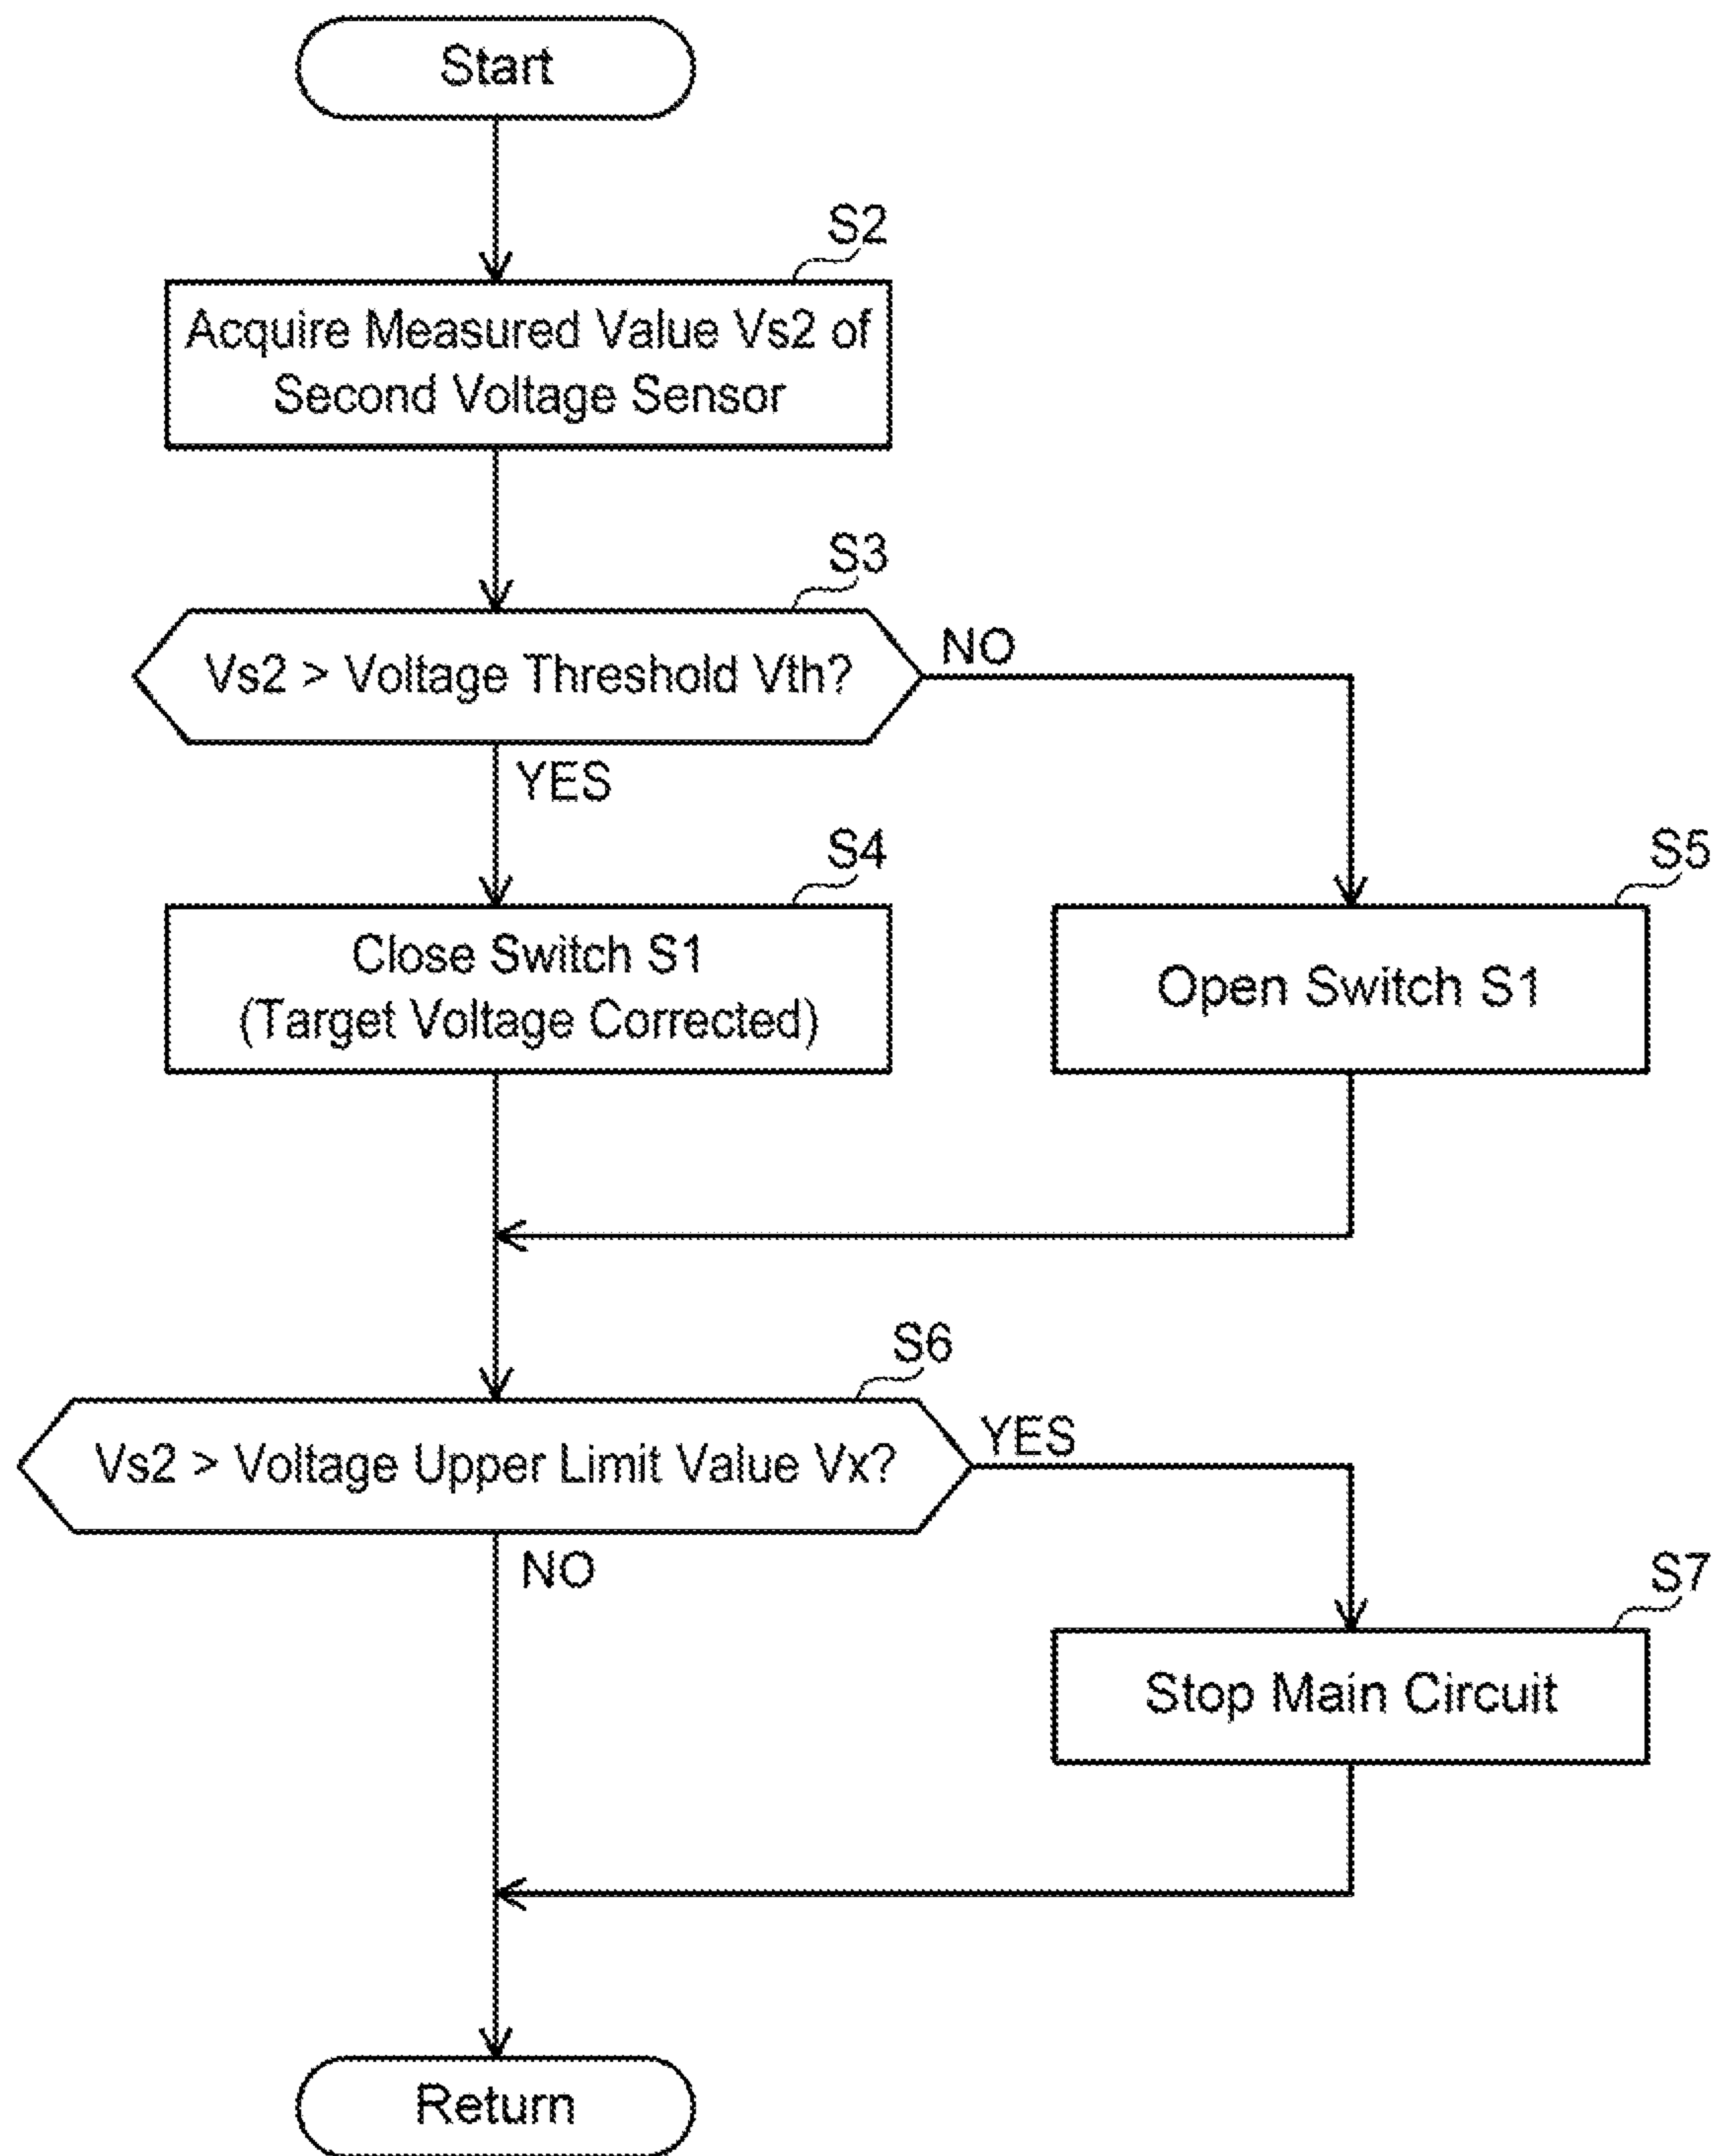 Start
S2
Acquire Measured Value Vs2 of
Second Voltage Sensor
S3
Vs2 > Voltage Threshold Vth?
NO
YES
S4
Close Switch S1
(Target Voltage Corrected)
S5
Open Switch S1
S6
Vs2 > Voltage Upper Limit Value Vx?
YES
NO
S7
Stop Main Circuit
Return